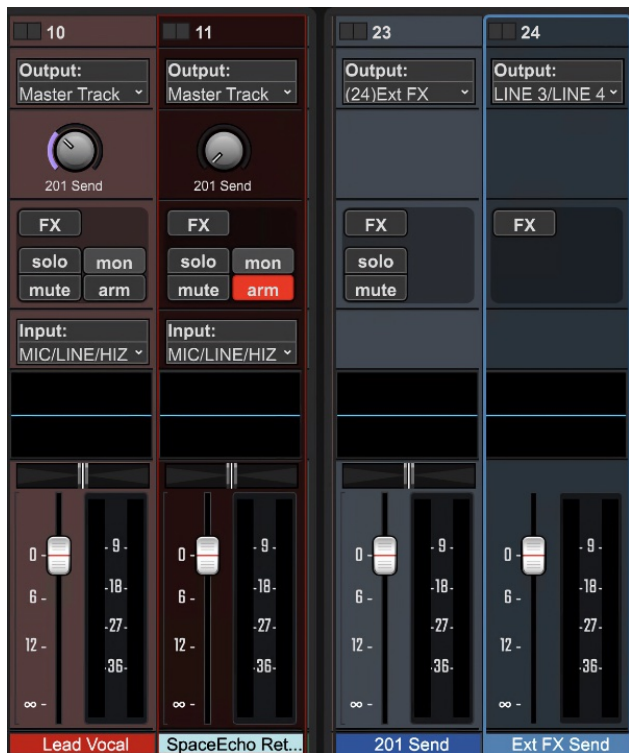 10
11
23
24
Output:
Output:
Output:
Output:
Master Track
Master Track
(24)Ext FX
LINE 3/LINE 4
201 Send
201 Send
FX
FX
FX
FX
solo mon
solo mon
solo
mute arm
mute arm
mute
Input:
Input:
MIC/LINE/HIZ
MIC/LINE/HIZ
0 -
6 -
12 -
∞ -
- 9 -
-18-
-27-
-36-
0 -
6 -
12 -
∞ -
- 9 -
-18-
-27-
-36-
0 -
6 -
12 -
∞ -
- 9 -
-18-
-27-
-36-
0 -
6 -
12 -
∞ -
- 9 -
-18-
-27-
-36-
Lead Vocal
SpaceEcho Ret...
201 Send
Ext FX Send